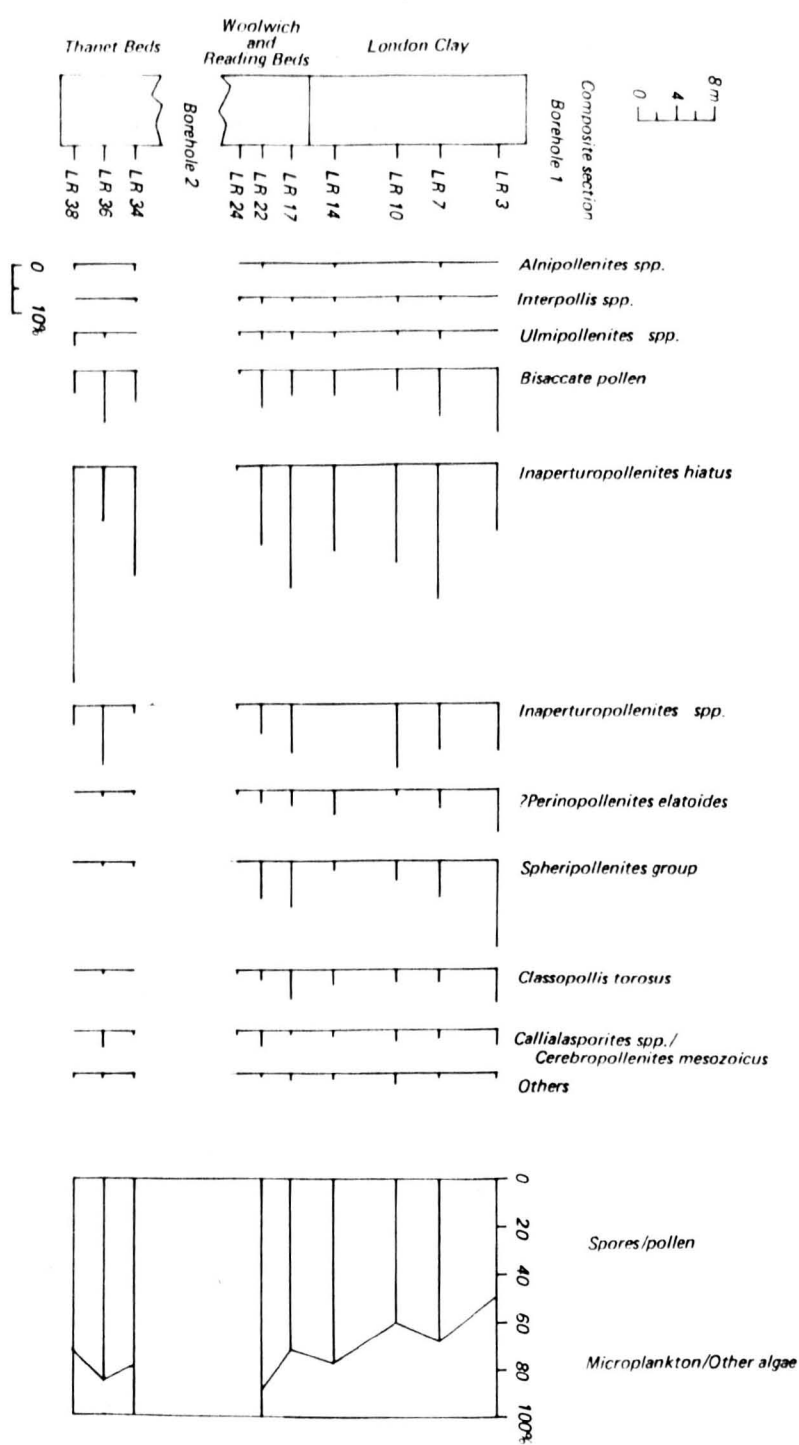 Thanet Beds
Woolwich
and
Reading Beds
London Clay
8m
4
0
Composite section
Borehole 1
Borehole 2
LR 38
LR 36
LR 34
LR 24
LR 22
LR 17
LR 14
LR 10
LR 7
LR 3
0
10%
Alnipollenites spp.
Interpollis spp.
Ulmipollenites spp.
Bisaccate pollen
Inaperturopollenites hiatus
Inaperturopollenites spp.
?Perinopollenites elatoides
Spheripollenites group
Classopollis torosus
Callialasporites spp./
Cerebropollenites mesozoicus
Others
0
20
40
60
80
100%
Spores/pollen
Microplankton/Other algae